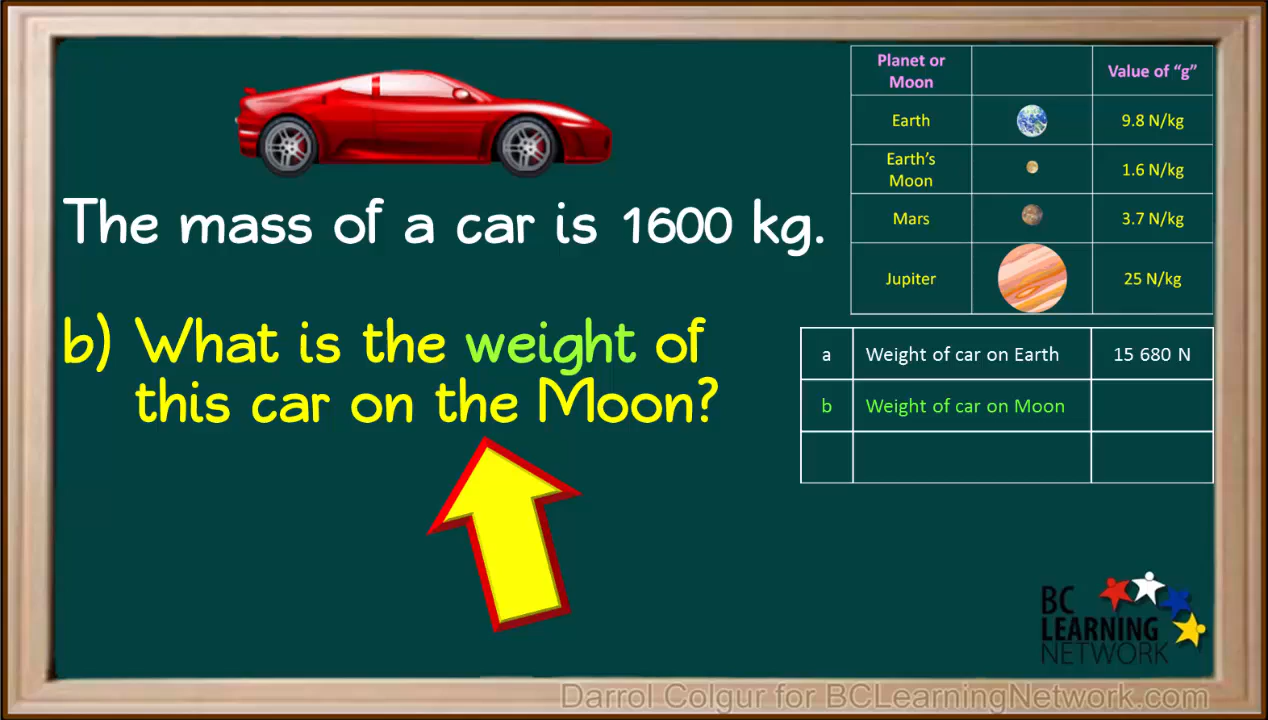 The mass of a car is 1600 kg.
b) What is the weight of
this car on the Moon?
Planet or
Moon
Value of “g”
Earth
9.8 N/kg
Earth’s
Moon
1.6 N/kg
Mars
3.7 N/kg
Jupiter
25 N/kg
a
Weight of car on Earth
15 680 N
b
Weight of car on Moon
BC
LEARNING
NETWORK
Darrol Colgur for BCLearningNetwork.com